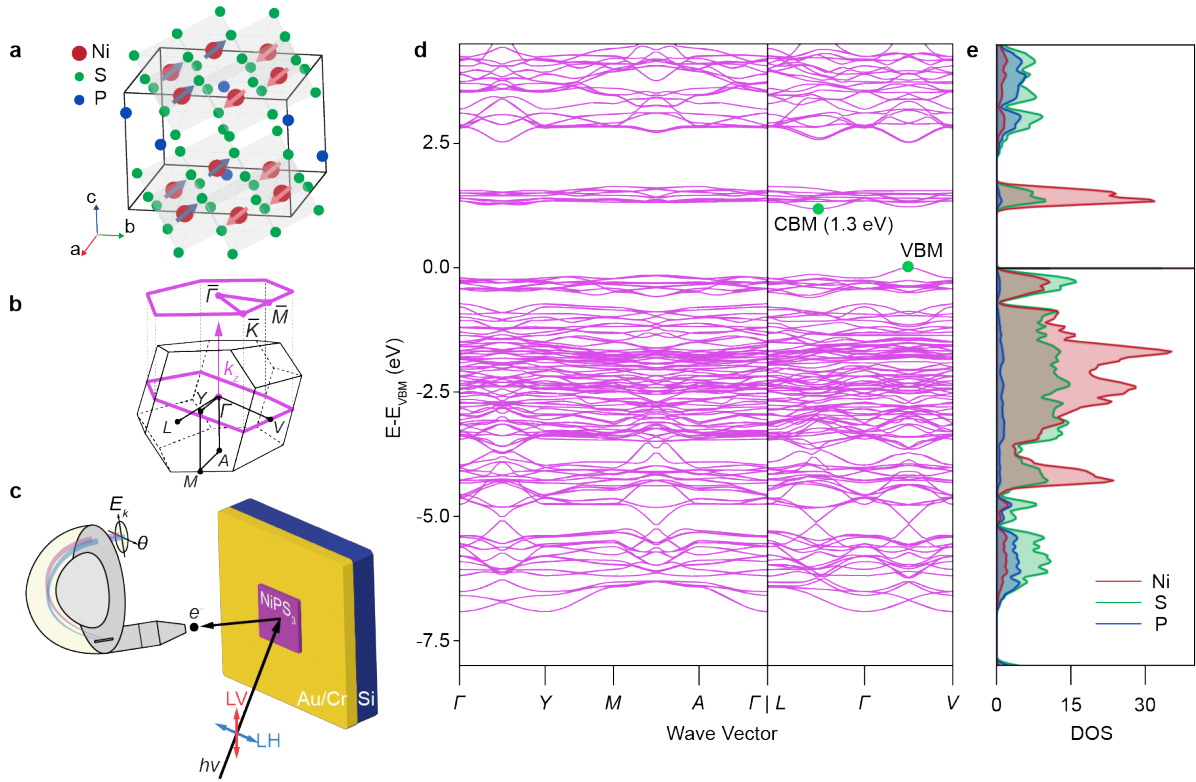 a
Ni
S
P
c
b
a
b
Γ̅
M̅
K̅
k
Y
Γ
L
V
A
M
c
E_k
θ
e⁻
NiPS₃
LV
Au/Cr Si
LH
hν
d
2.5
0.0
-2.5
-5.0
-7.5
E-E_VBM (eV)
CBM (1.3 eV)
VBM
Γ Y M A Γ | L Γ V
Wave Vector
e
Ni
S
P
0 15 30
DOS